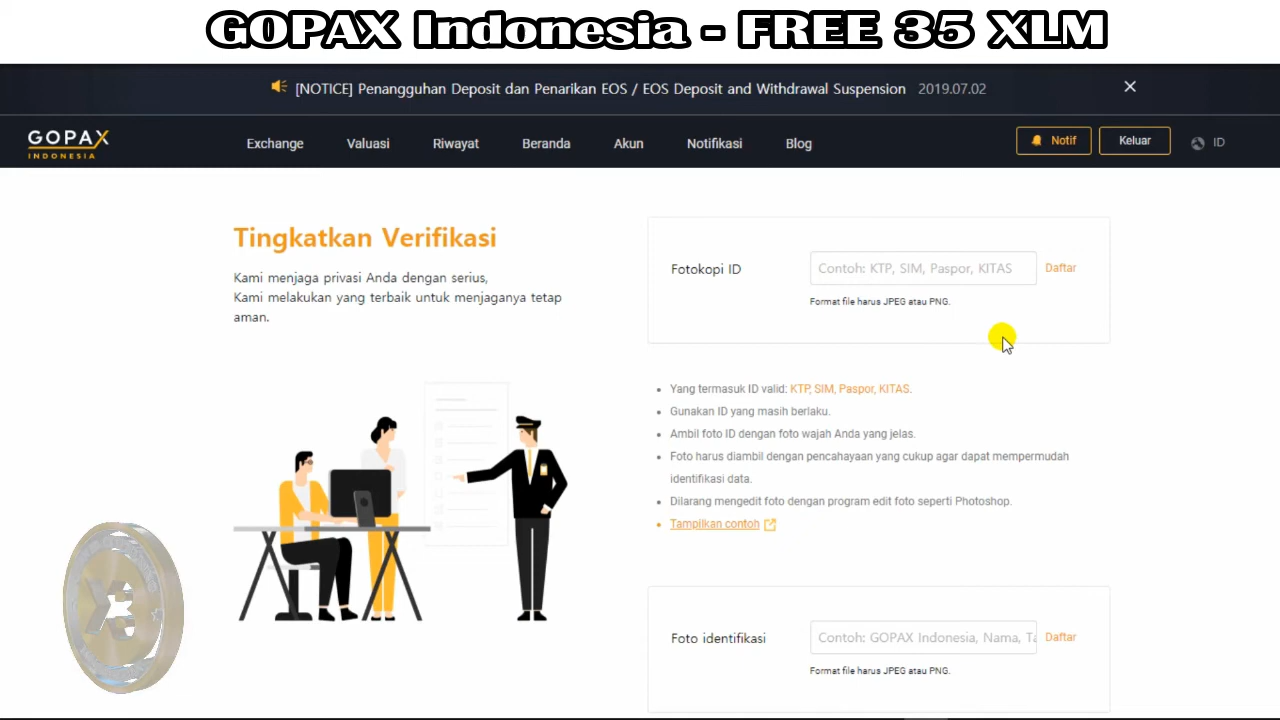 GOPAX Indonesia - FREE 35 XLM
[NOTICE] Penangguhan Deposit dan Penarikan EOS / EOS Deposit and Withdrawal Suspension 2019.07.02
GOPAX
INDONESIA
Exchange Valuasi Riwayat Beranda Akun Notifikasi Blog
Notif Keluar ID
Tingkatkan Verifikasi
Kami menjaga privasi Anda dengan serius,
Kami melakukan yang terbaik untuk menjaganya tetap
aman.
Fotokopi ID Contoh: KTP, SIM, Paspor, KITAS Daftar
Format file harus JPEG atau PNG.
Yang termasuk ID valid: KTP, SIM, Paspor, KITAS.
Gunakan ID yang masih berlaku.
Ambil foto ID dengan foto wajah Anda yang jelas.
Foto harus diambil dengan pencahayaan yang cukup agar dapat mempermudah
identifikasi data.
Dilarang mengedit foto dengan program edit foto seperti Photoshop.
Tampilkan contoh
Foto identifikasi Contoh: GOPAX Indonesia, Nama, Ta Daftar
Format file harus JPEG atau PNG.